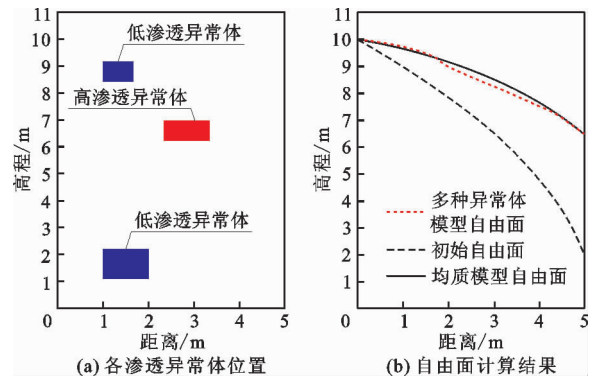 10
9
8
7
6
5
4
3
2
1
高程/m
低渗透异常体
高渗透异常体
低渗透异常体
0
1
2
3
4
5
距离/m
(a) 各渗透异常体位置
10
9
8
7
6
5
4
3
2
1
高程/m
多种异常体
模型自由面
初始自由面
均质模型自由面
0
1
2
3
4
5
距离/m
(b) 自由面计算结果